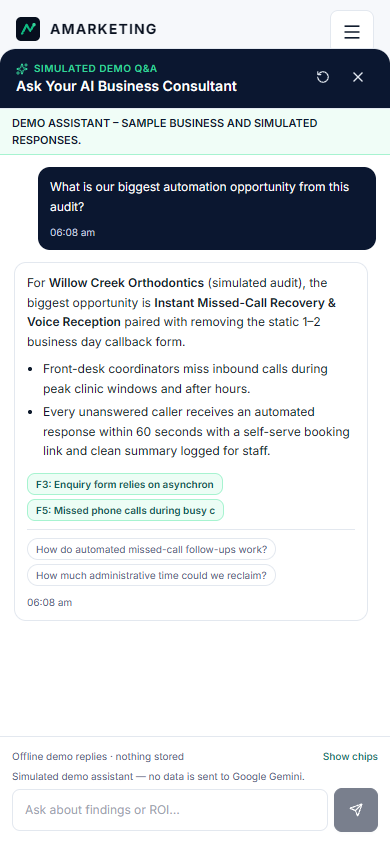 AMARKETING
SIMULATED DEMO Q&A
Ask Your AI Business Consultant
DEMO ASSISTANT – SAMPLE BUSINESS AND SIMULATED
RESPONSES.
What is our biggest automation opportunity from this
audit?
06:08 am
For Willow Creek Orthodontics (simulated audit), the
biggest opportunity is Instant Missed-Call Recovery &
Voice Reception paired with removing the static 1–2
business day callback form.
• Front-desk coordinators miss inbound calls during
peak clinic windows and after hours.
• Every unanswered caller receives an automated
response within 60 seconds with a self-serve booking
link and clean summary logged for staff.
F3: Enquiry form relies on asynchron
F5: Missed phone calls during busy c
How do automated missed-call follow-ups work?
How much administrative time could we reclaim?
06:08 am
Offline demo replies · nothing stored
Show chips
Simulated demo assistant — no data is sent to Google Gemini.
Ask about findings or ROI...